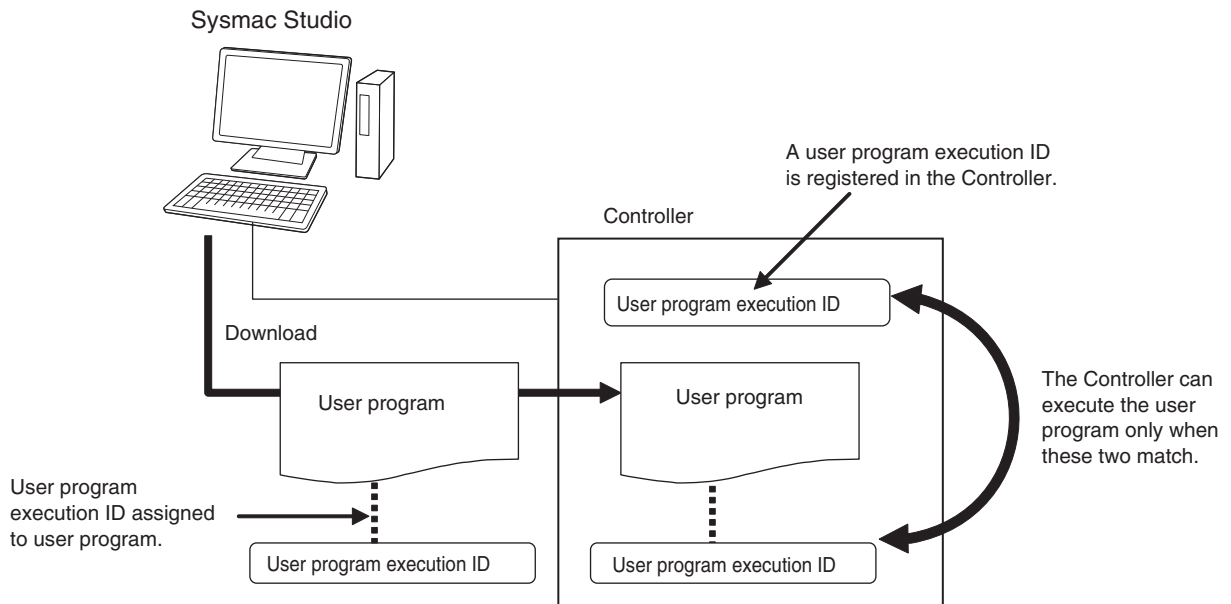 Sysmac Studio
A user program execution ID
is registered in the Controller.
Controller
User program execution ID
Download
User program
User program
The Controller can
execute the user
program only when
these two match.
User program
execution ID assigned
to user program.
User program execution ID
User program execution ID